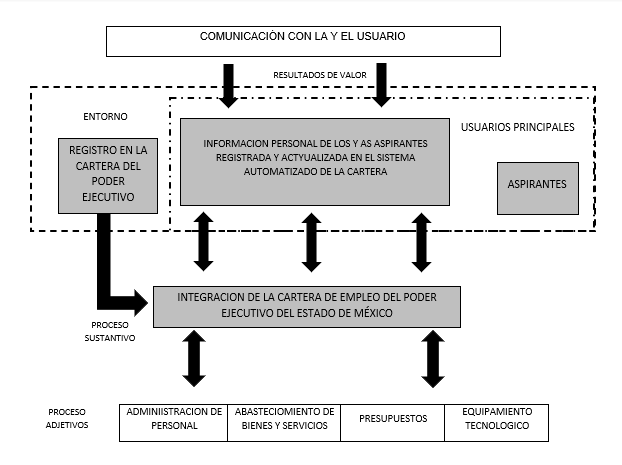 COMUNICACIÓN CON LA Y EL USUARIO
RESULTADOS DE VALOR
ENTORNO
USUARIOS PRINCIPALES
REGISTRO EN LA
CARTERA DEL
PODER
EJECUTIVO
INFORMACION PERSONAL DE LOS Y AS ASPIRANTES
REGISTRADA Y ACTYUALIZADA EN EL SISTEMA
AUTOMATIZADO DE LA CARTERA
ASPIRANTES
INTEGRACION DE LA CARTERA DE EMPLEO DEL PODER
EJECUTIVO DEL ESTADO DE MÉXICO
PROCESO
SUSTANTIVO
PROCESO
ADJETIVOS
ADMINIISTRACION DE
PERSONAL
ABASTECIOMIENTO DE
BIENES Y SERVICIOS
PRESUPUESTOS
EQUIPAMIENTO
TECNOLOGICO